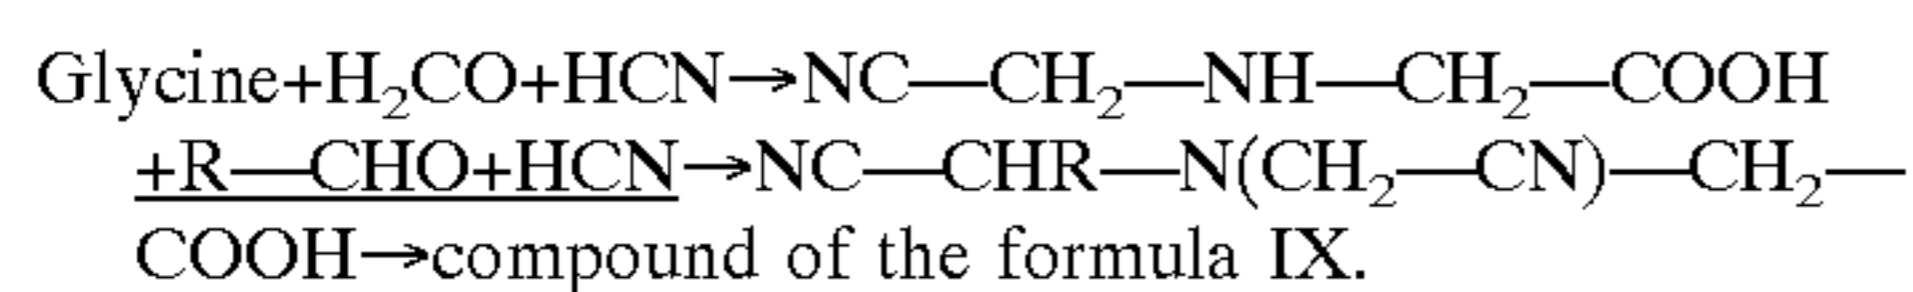 Glycine+H₂CO+HCN→NC—CH₂—NH—CH₂—COOH
+R—CHO+HCN→NC—CHR—N(CH₂—CN)—CH₂—
COOH→compound of the formula IX.